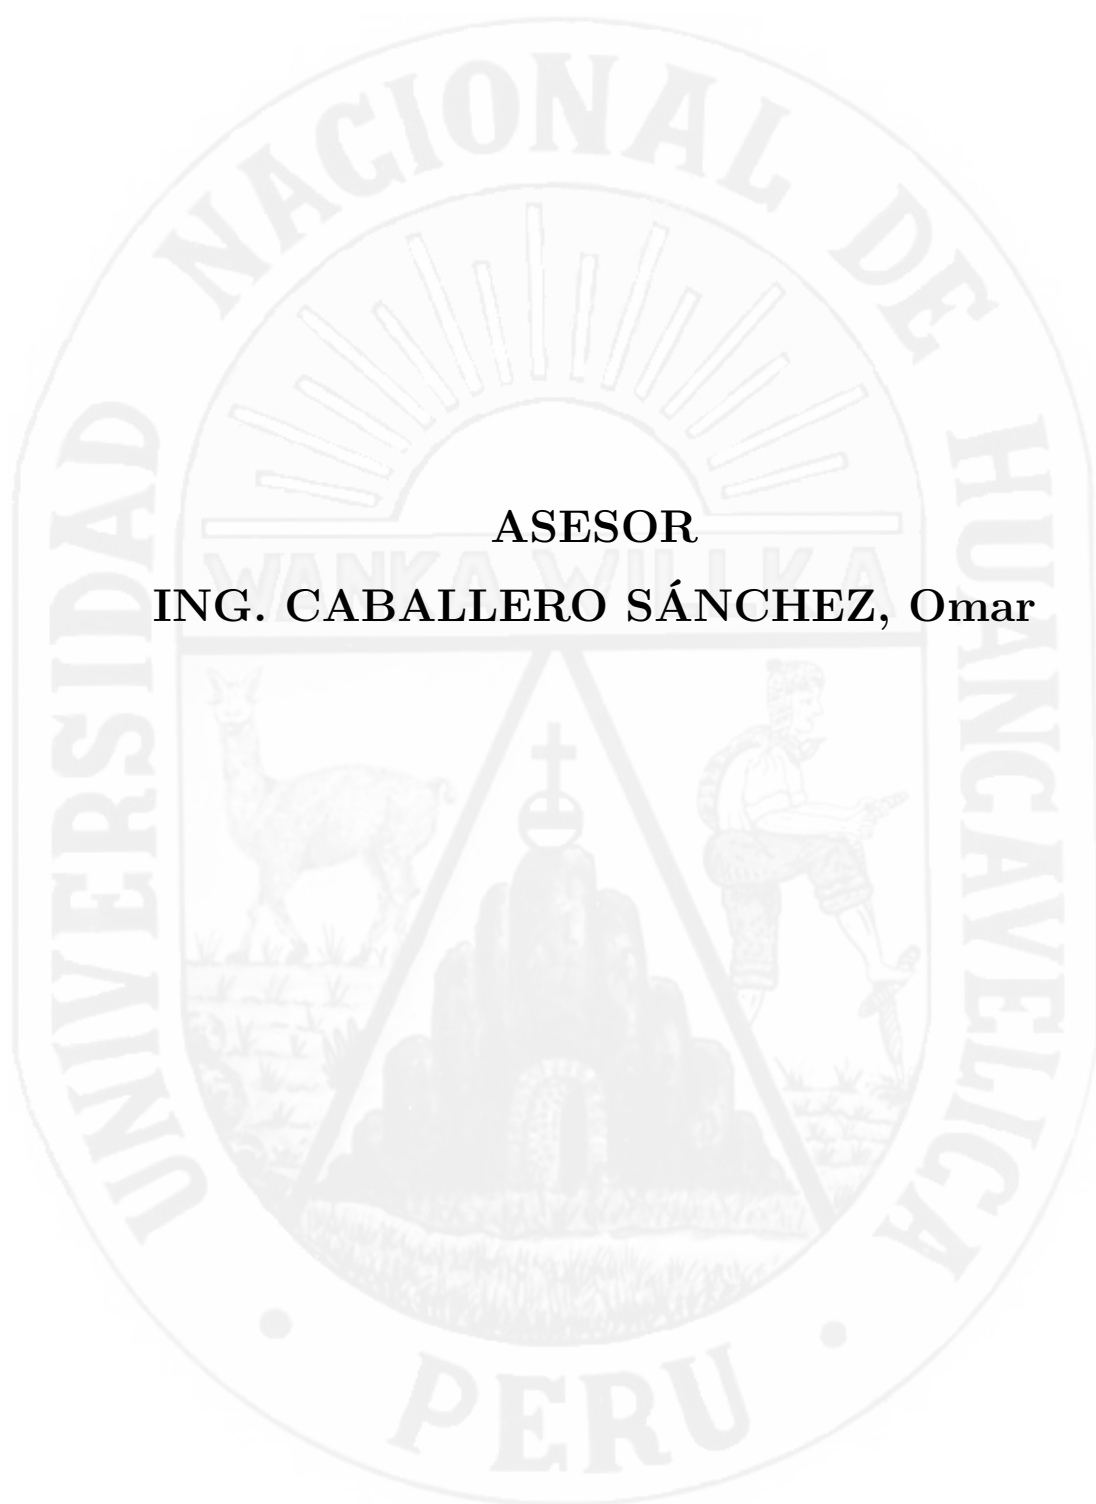 UNIVERSIDAD NACIONAL DE HUANCAVELICA
ASESOR
WANKA WILLKA
ING. CABALLERO SÁNCHEZ, Omar
PERU